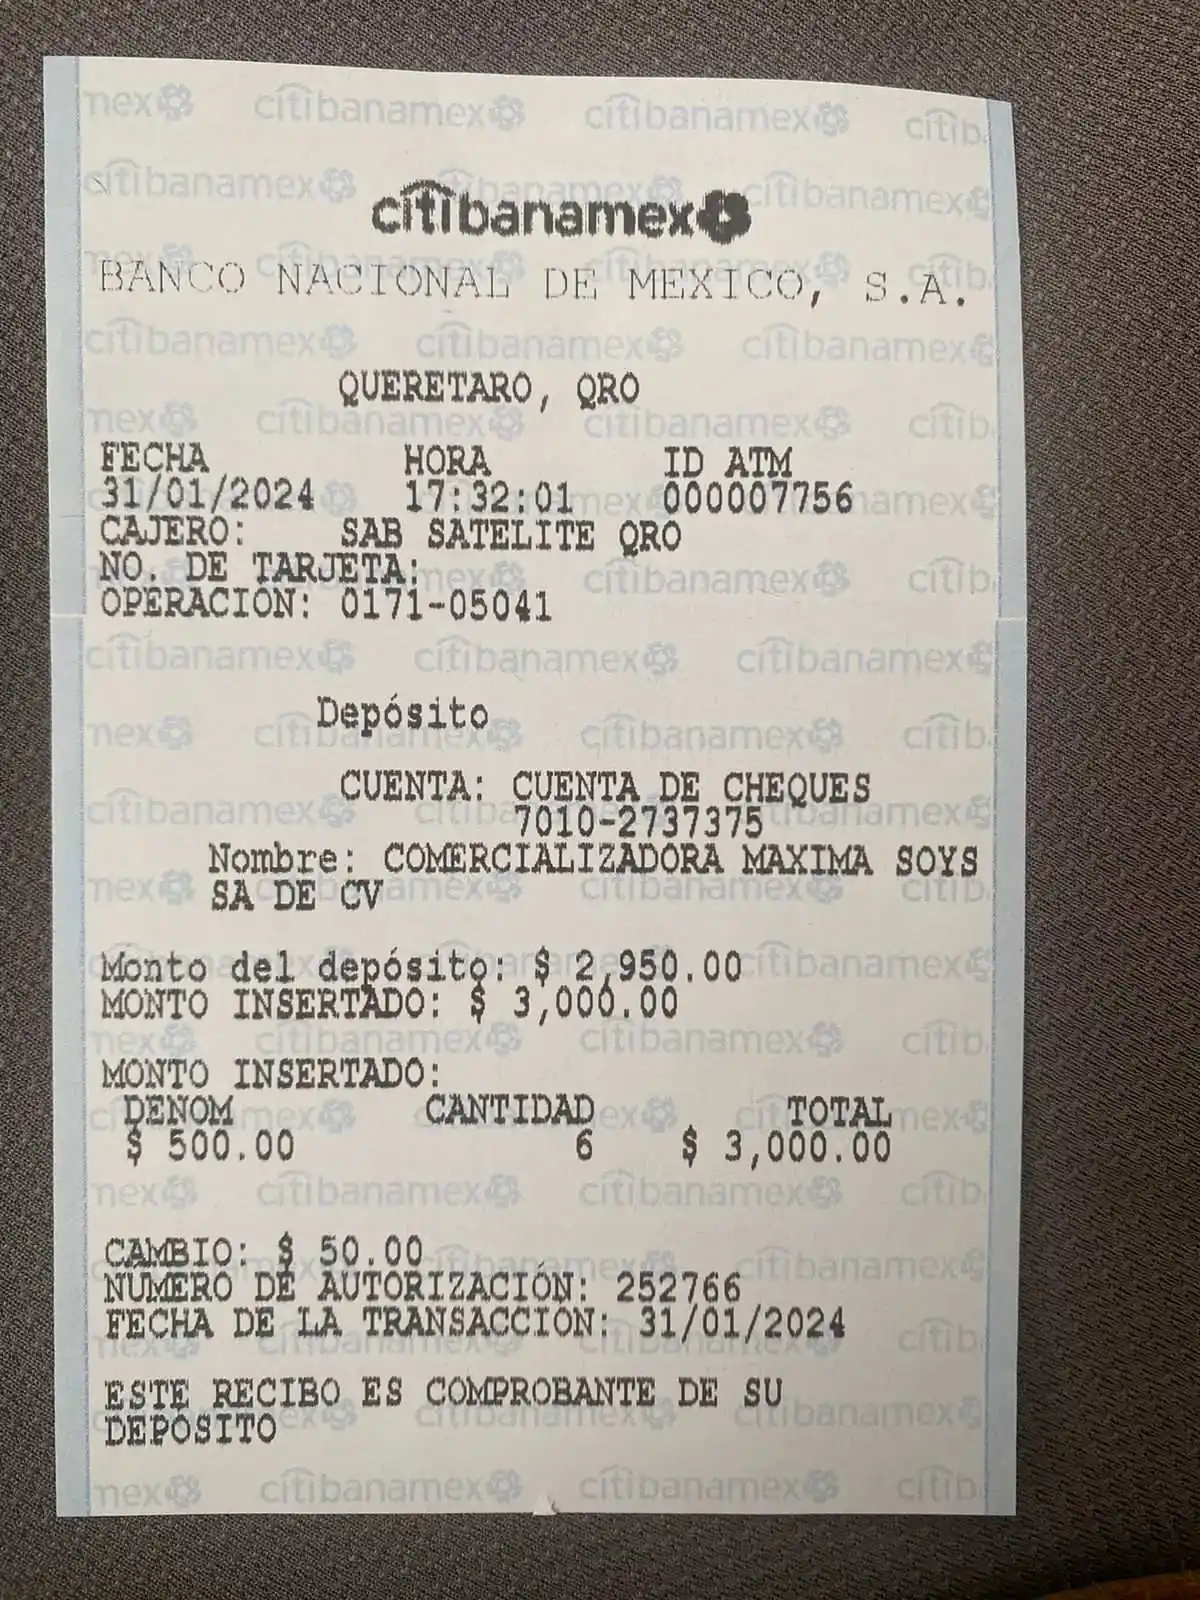 citibanamex
BANCO NACIONAL DE MEXICO, S.A.
QUERETARO, QRO
FECHA HORA ID ATM
31/01/2024 17:32:01 000007756
CAJERO: SAB SATELITE QRO
NO. DE TARJETA:
OPERACIÓN: 0171-05041
Depósito
CUENTA: CUENTA DE CHEQUES
7010-2737375
Nombre: COMERCIALIZADORA MAXIMA SOYS
SA DE CV
Monto del depósito: $ 2,950.00
MONTO INSERTADO: $ 3,000.00
MONTO INSERTADO:
DENOM CANTIDAD TOTAL
$ 500.00 6 $ 3,000.00
CAMBIO: $ 50.00
NÚMERO DE AUTORIZACIÓN: 252766
FECHA DE LA TRANSACCIÓN: 31/01/2024
ESTE RECIBO ES COMPROBANTE DE SU
DEPÓSITO